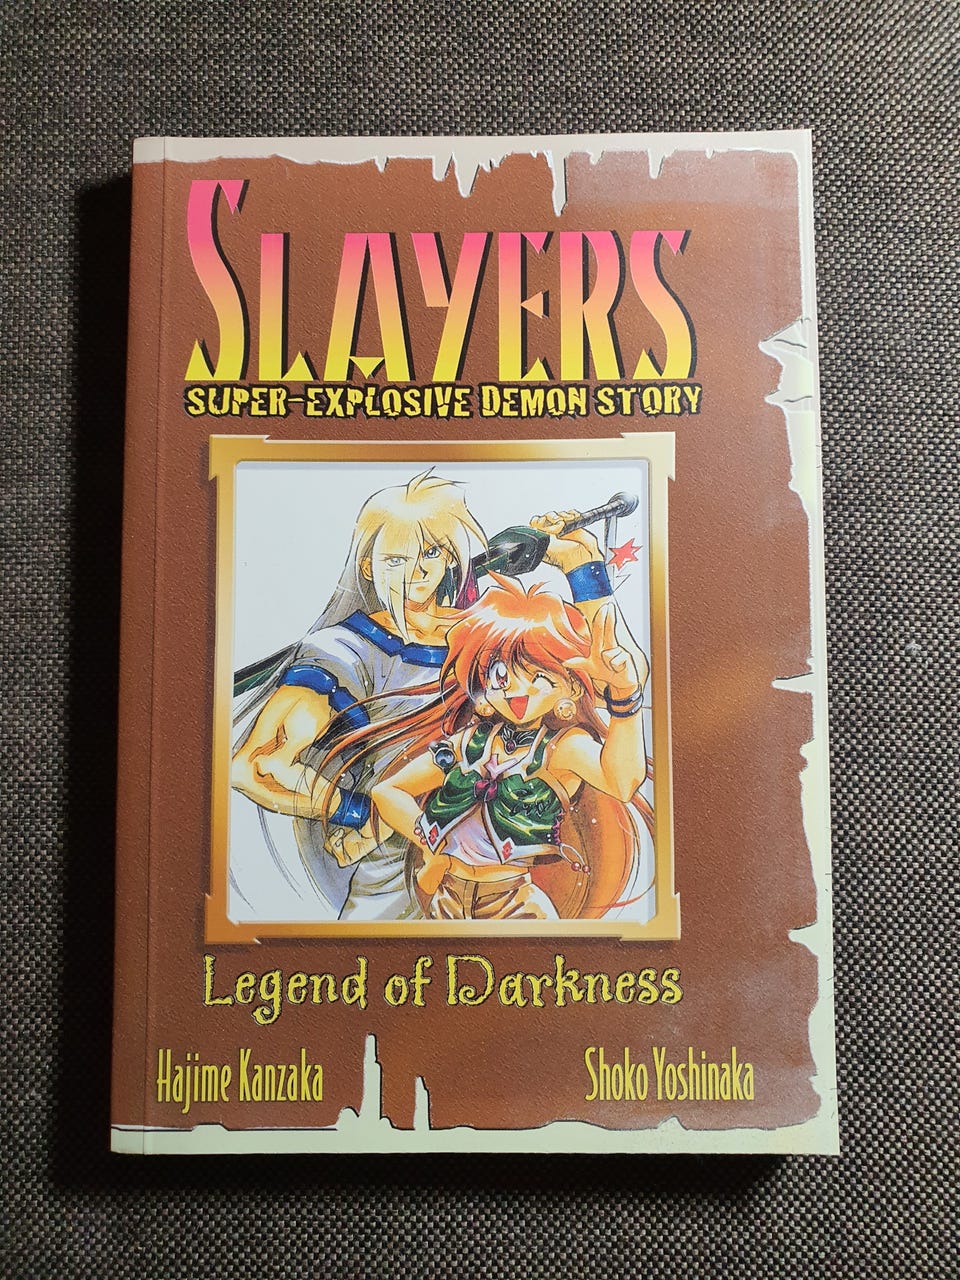 SLAYERS
SUPER-EXPLOSIVE DEMON STORY
Legend of Darkness
Hajime Kanzaka
Shoko Yoshinaka